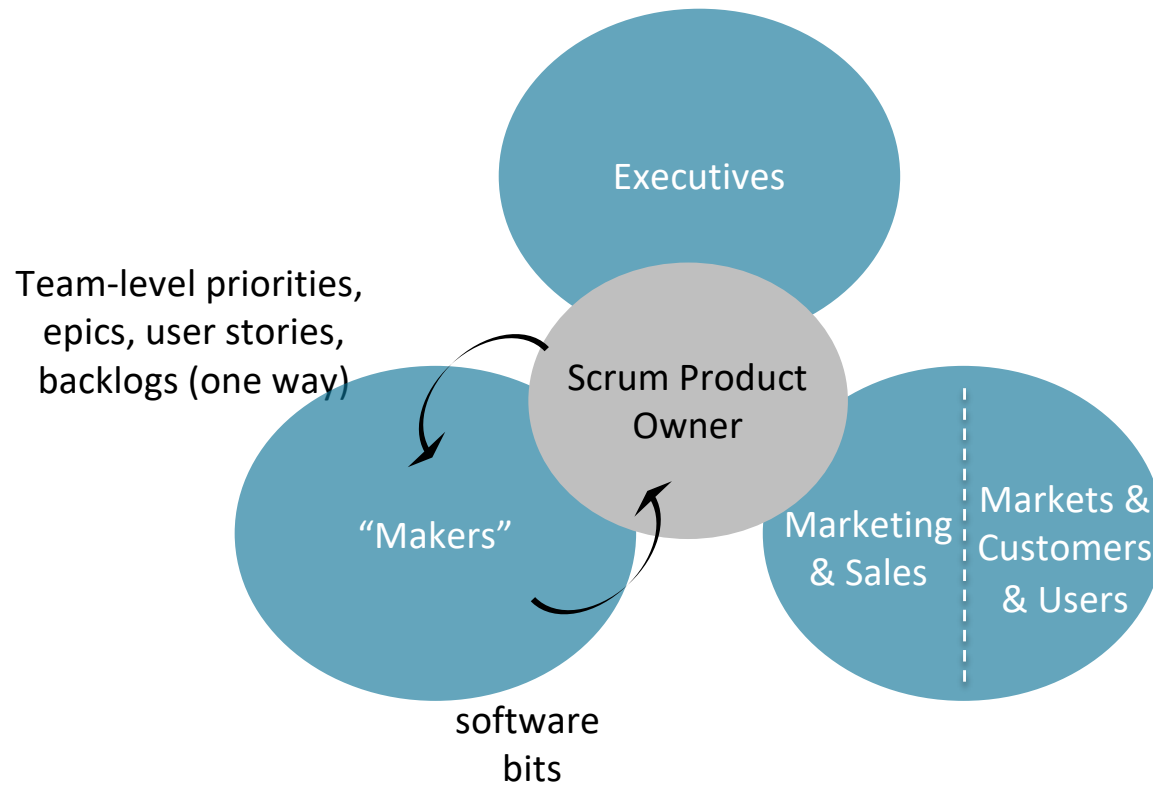 Executives
Team-level priorities,
epics, user stories,
backlogs (one way)
Scrum Product
Owner
“Makers”
Marketing
& Sales
Markets &
Customers
& Users
software
bits